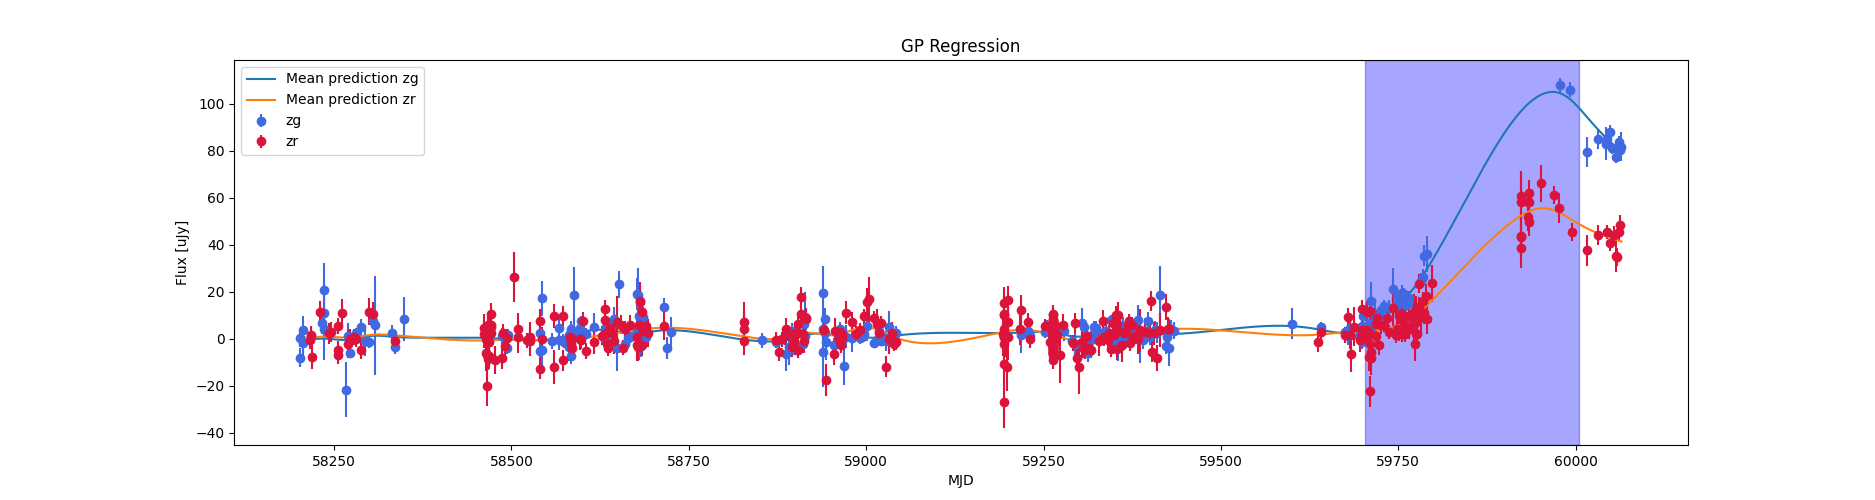 GP Regression
Mean prediction zg
Mean prediction zr
zg
zr
Flux [uJy]
100
80
60
40
20
0
−20
−40
58250 58500 58750 59000 59250 59500 59750 60000
MJD